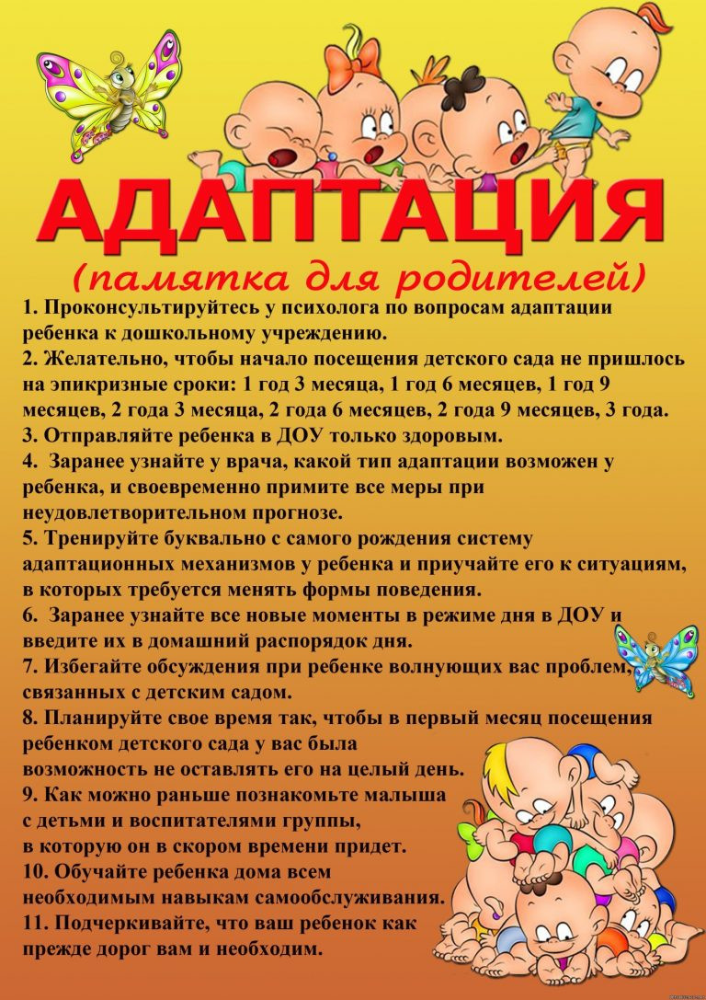 АДАПТАЦИЯ
(памятка для родителей)
1. Проконсультируйтесь у психолога по вопросам адаптации
ребенка к дошкольному учреждению.
2. Желательно, чтобы начало посещения детского сада не пришлось
на эпикризные сроки: 1 год 3 месяца, 1 год 6 месяцев, 1 год 9
месяцев, 2 года 3 месяца, 2 года 6 месяцев, 2 года 9 месяцев, 3 года.
3. Отправляйте ребенка в ДОУ только здоровым.
4. Заранее узнайте у врача, какой тип адаптации возможен у
ребенка, и своевременно примите все меры при
неудовлетворительном прогнозе.
5. Тренируйте буквально с самого рождения систему
адаптационных механизмов у ребенка и приучайте его к ситуациям,
в которых требуется менять формы поведения.
6. Заранее узнайте все новые моменты в режиме дня в ДОУ и
введите их в домашний распорядок дня.
7. Избегайте обсуждения при ребенке волнующих вас проблем,
связанных с детским садом.
8. Планируйте свое время так, чтобы в первый месяц посещения
ребенком детского сада у вас была
возможность не оставлять его на целый день.
9. Как можно раньше познакомьте малыша
с детьми и воспитателями группы,
в которую он в скором времени придет.
10. Обучайте ребенка дома всем
необходимым навыкам самообслуживания.
11. Подчеркивайте, что ваш ребенок как
прежде дорог вам и необходим.